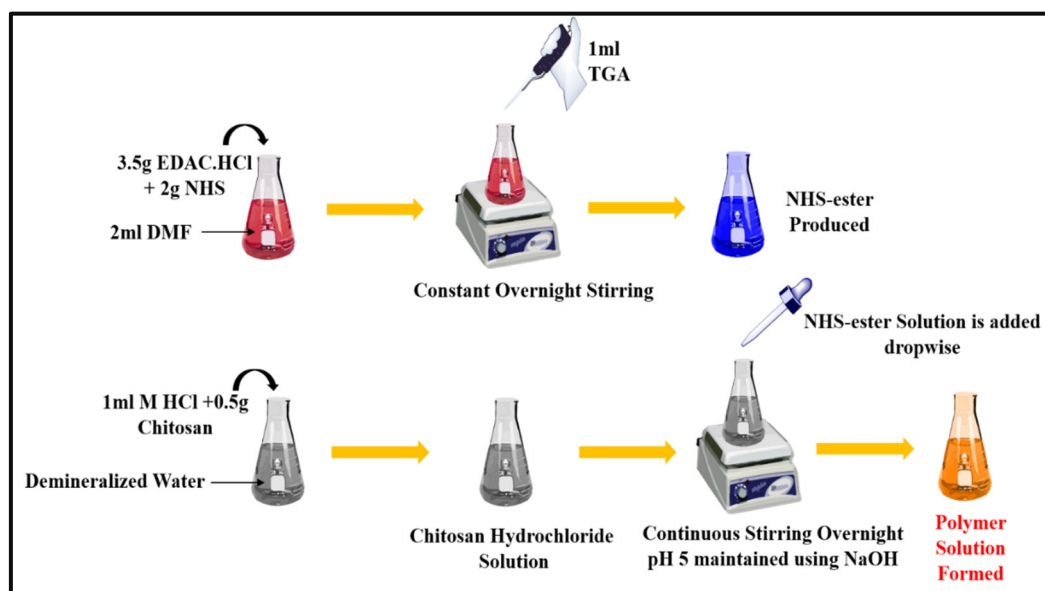 1ml
TGA
3.5g EDAC.HCl
+ 2g NHS
2ml DMF
NHS-ester
Produced
Constant Overnight Stirring
NHS-ester Solution is added
dropwise
1ml M HCl +0.5g
Chitosan
Demineralized Water
Chitosan Hydrochloride
Solution
Continuous Stirring Overnight
pH 5 maintained using NaOH
Polymer
Solution
Formed